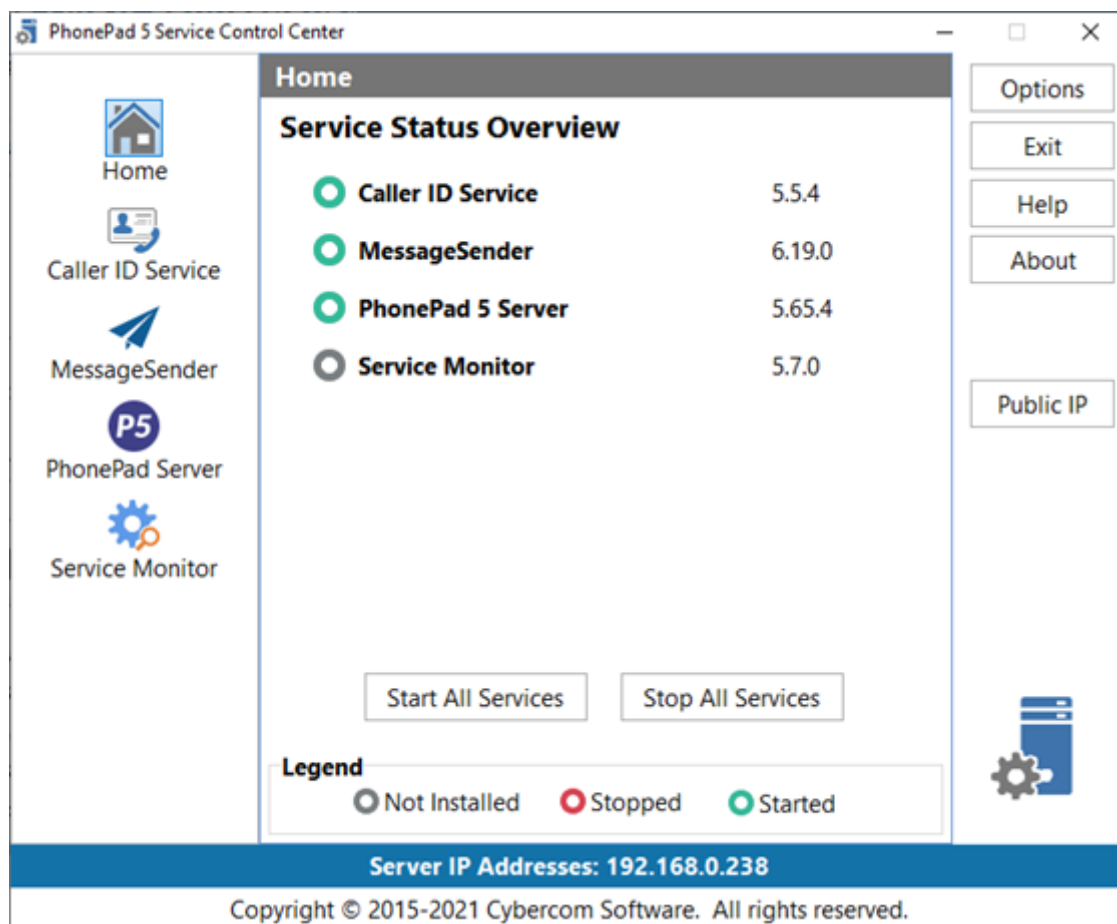 PhonePad 5 Service Control Center
Home
Caller ID Service
MessageSender
P5
PhonePad Server
Service Monitor
Home
Service Status Overview
Caller ID Service 5.5.4
MessageSender 6.19.0
PhonePad 5 Server 5.65.4
Service Monitor 5.7.0
Start All Services Stop All Services
Legend
Not Installed Stopped Started
Options
Exit
Help
About
Public IP
Server IP Addresses: 192.168.0.238
Copyright © 2015-2021 Cybercom Software. All rights reserved.